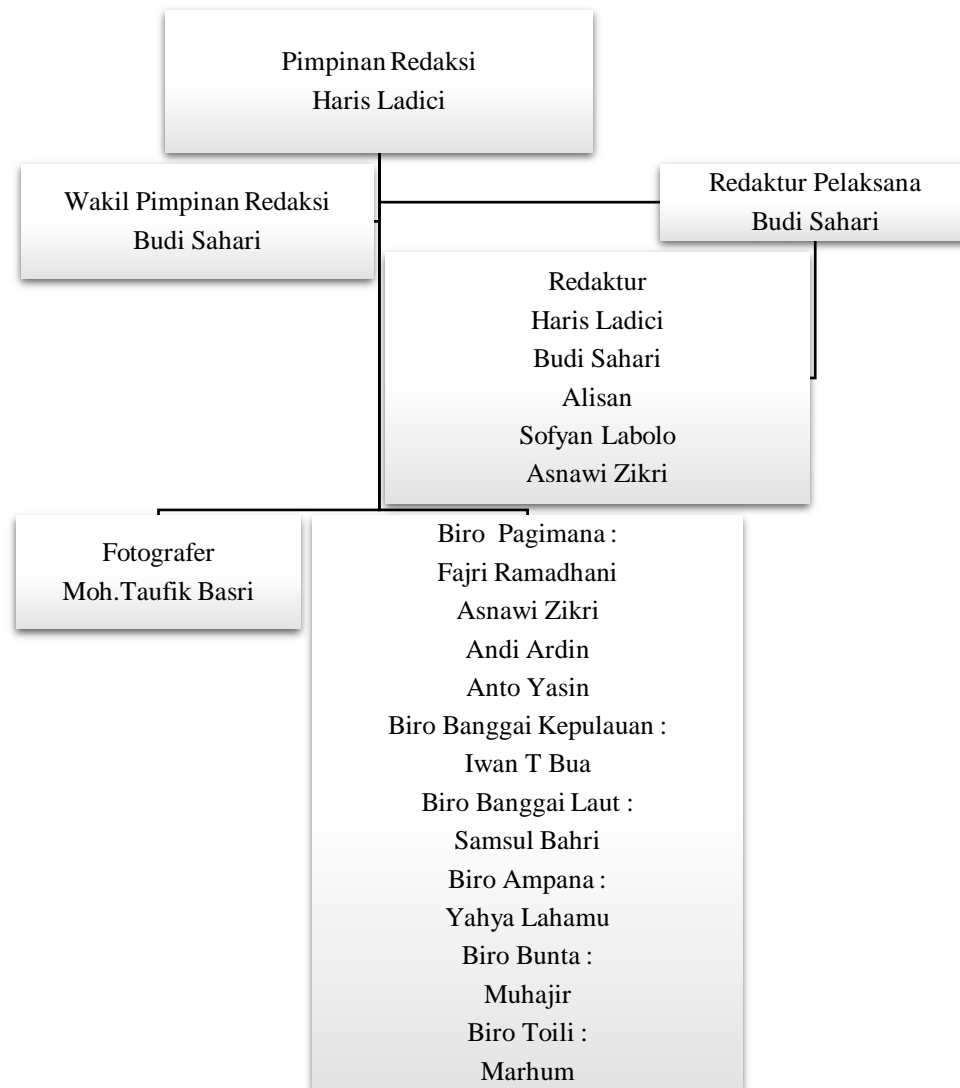 Pimpinan Redaksi
Haris Ladici
Wakil Pimpinan Redaksi
Budi Sahari
Redaktur Pelaksana
Budi Sahari
Redaktur
Haris Ladici
Budi Sahari
Alisan
Sofyan Labolo
Asnawi Zikri
Fotografer
Moh.Taufik Basri
Biro Pagimana :
Fajri Ramadhani
Asnawi Zikri
Andi Ardin
Anto Yasin
Biro Banggai Kepulauan :
Iwan T Bua
Biro Banggai Laut :
Samsul Bahri
Biro Ampana :
Yahya Lahamu
Biro Bunta :
Muhajir
Biro Toili :
Marhum